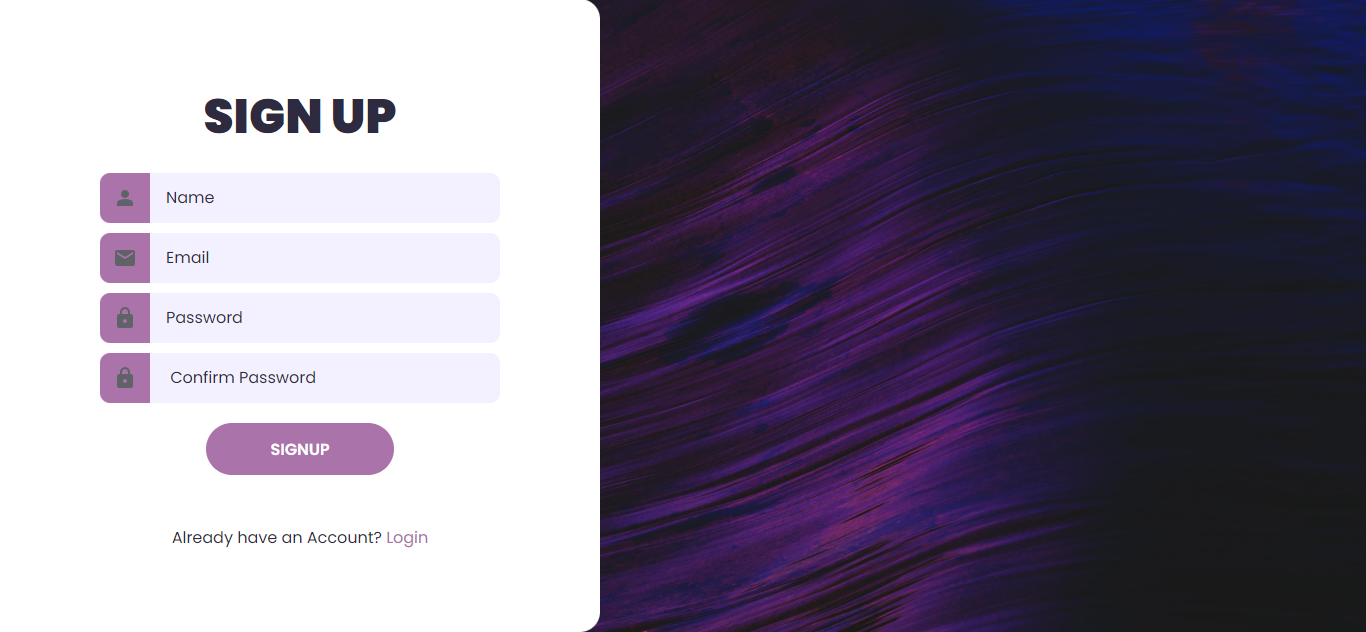 SIGN UP
Name
Email
Password
Confirm Password
SIGNUP
Already have an Account? Login